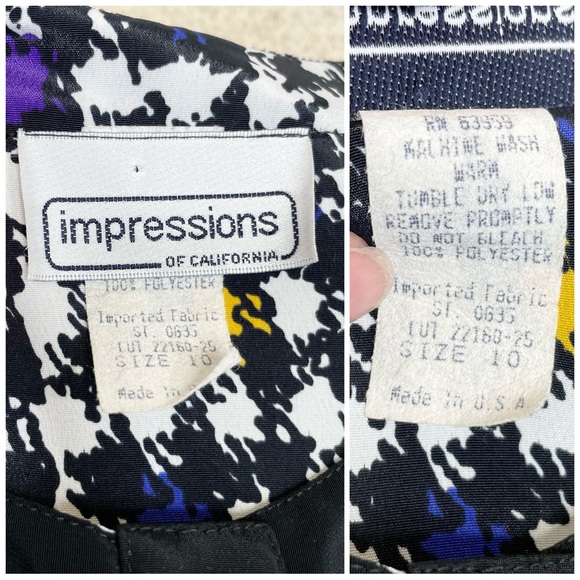 impressions
OF CALIFORNIA
100% POLYESTER
Imported Fabric
ST. 0635
CUT 22160-25
SIZE 10
Made in U.S
RN 63959
MACHINE WASH
WARM
TUMBLE DRY LOW
REMOVE PROMPTLY
DO NOT BLEACH
100% POLYESTER
Imported Fabric
ST. 0635
CUT 22160-25
SIZE 10
Made in U.S A